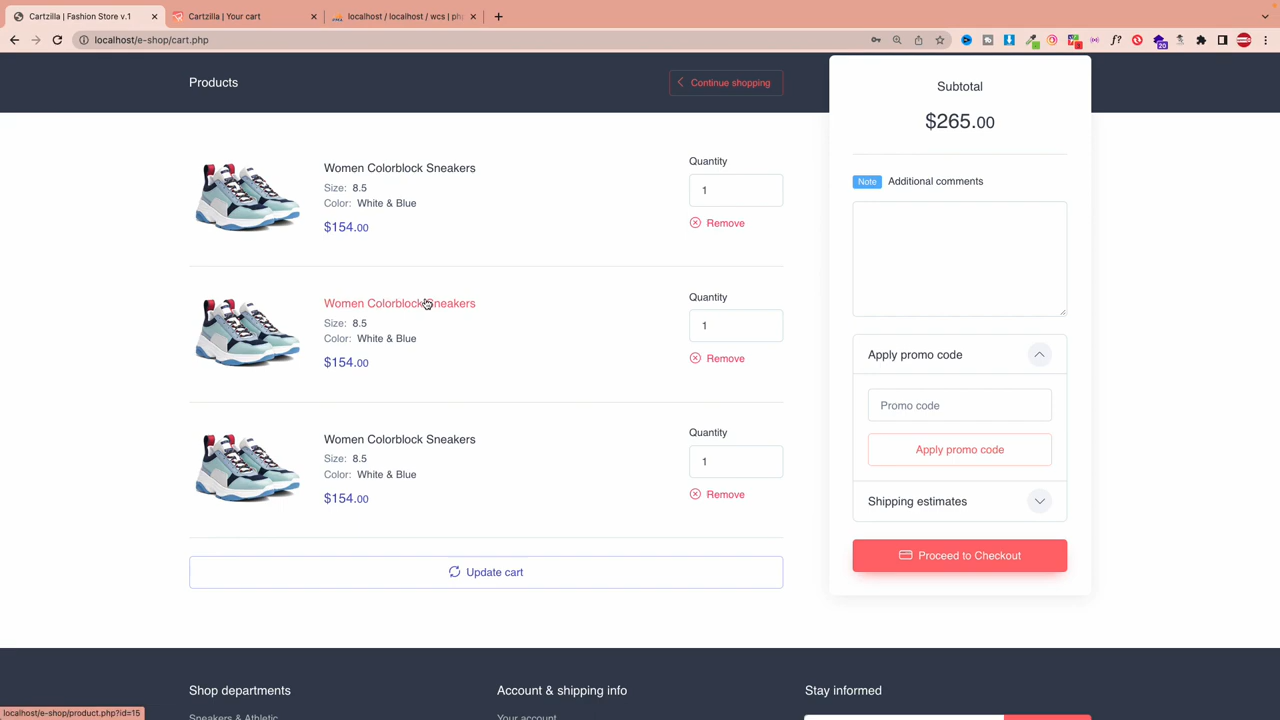 Cartzilla | Fashion Store v.1
Cartzilla | Your cart
localhost / localhost / wcs | ph
localhost/e-shop/cart.php
Products
Continue shopping
Women Colorblock Sneakers
Size: 8.5
Color: White & Blue
$154.00
Quantity
1
Remove
Women Colorblock Sneakers
Size: 8.5
Color: White & Blue
$154.00
Quantity
1
Remove
Women Colorblock Sneakers
Size: 8.5
Color: White & Blue
$154.00
Quantity
1
Remove
Update cart
Subtotal
$265.00
Note Additional comments
Apply promo code
Promo code
Apply promo code
Shipping estimates
Proceed to Checkout
Shop departments
Sneakers & Athletic
Account & shipping info
Your account
Stay informed
localhost/e-shop/product.php?id=15